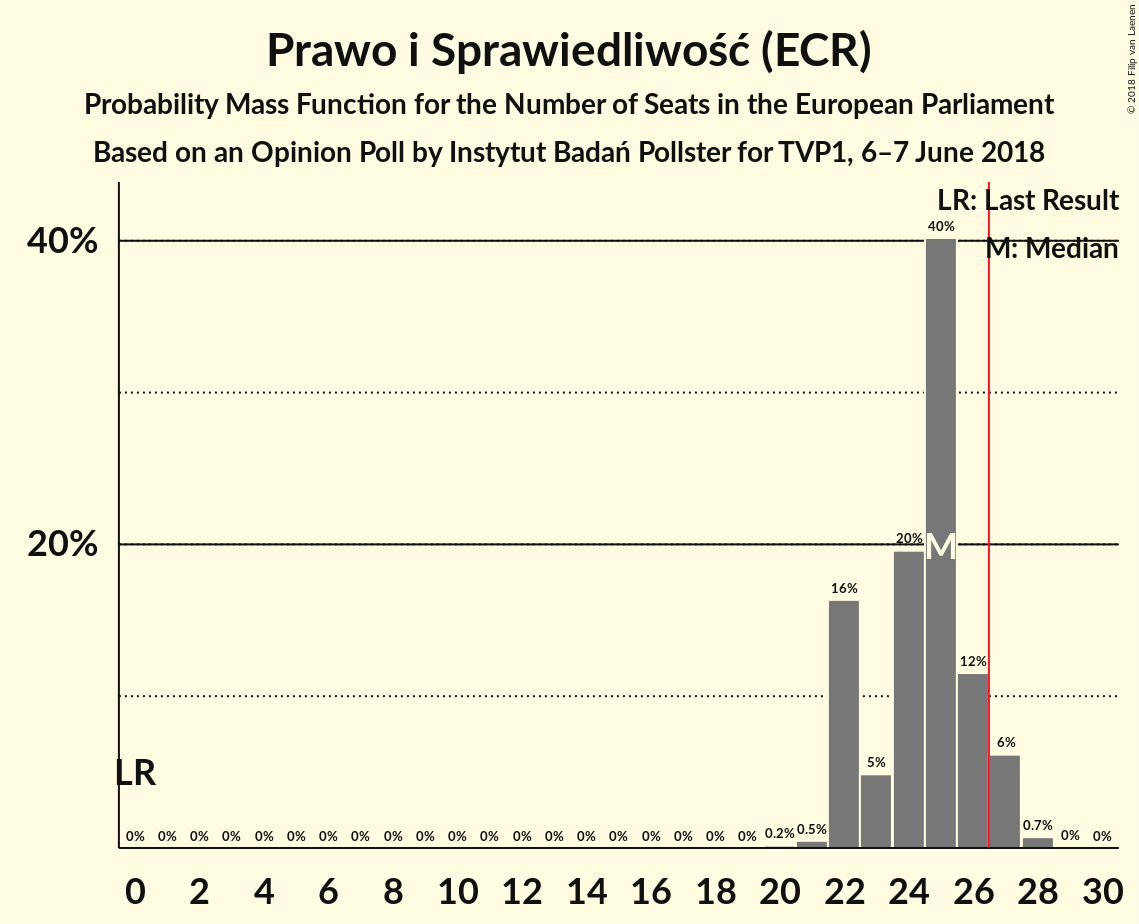 Prawo i Sprawiedliwość (ECR)
Probability Mass Function for the Number of Seats in the European Parliament
Based on an Opinion Poll by Instytut Badań Pollster for TVP1, 6–7 June 2018
© 2018 Filip van Laenen
LR: Last Result
M: Median
40%
20%
40%
20%
M
16%
12%
6%
5%
LR
0% 0% 0% 0% 0% 0% 0% 0% 0% 0% 0% 0% 0% 0% 0% 0% 0% 0% 0% 0% 0.2% 0.5% 0.7% 0% 0%
0 2 4 6 8 10 12 14 16 18 20 22 24 26 28 30